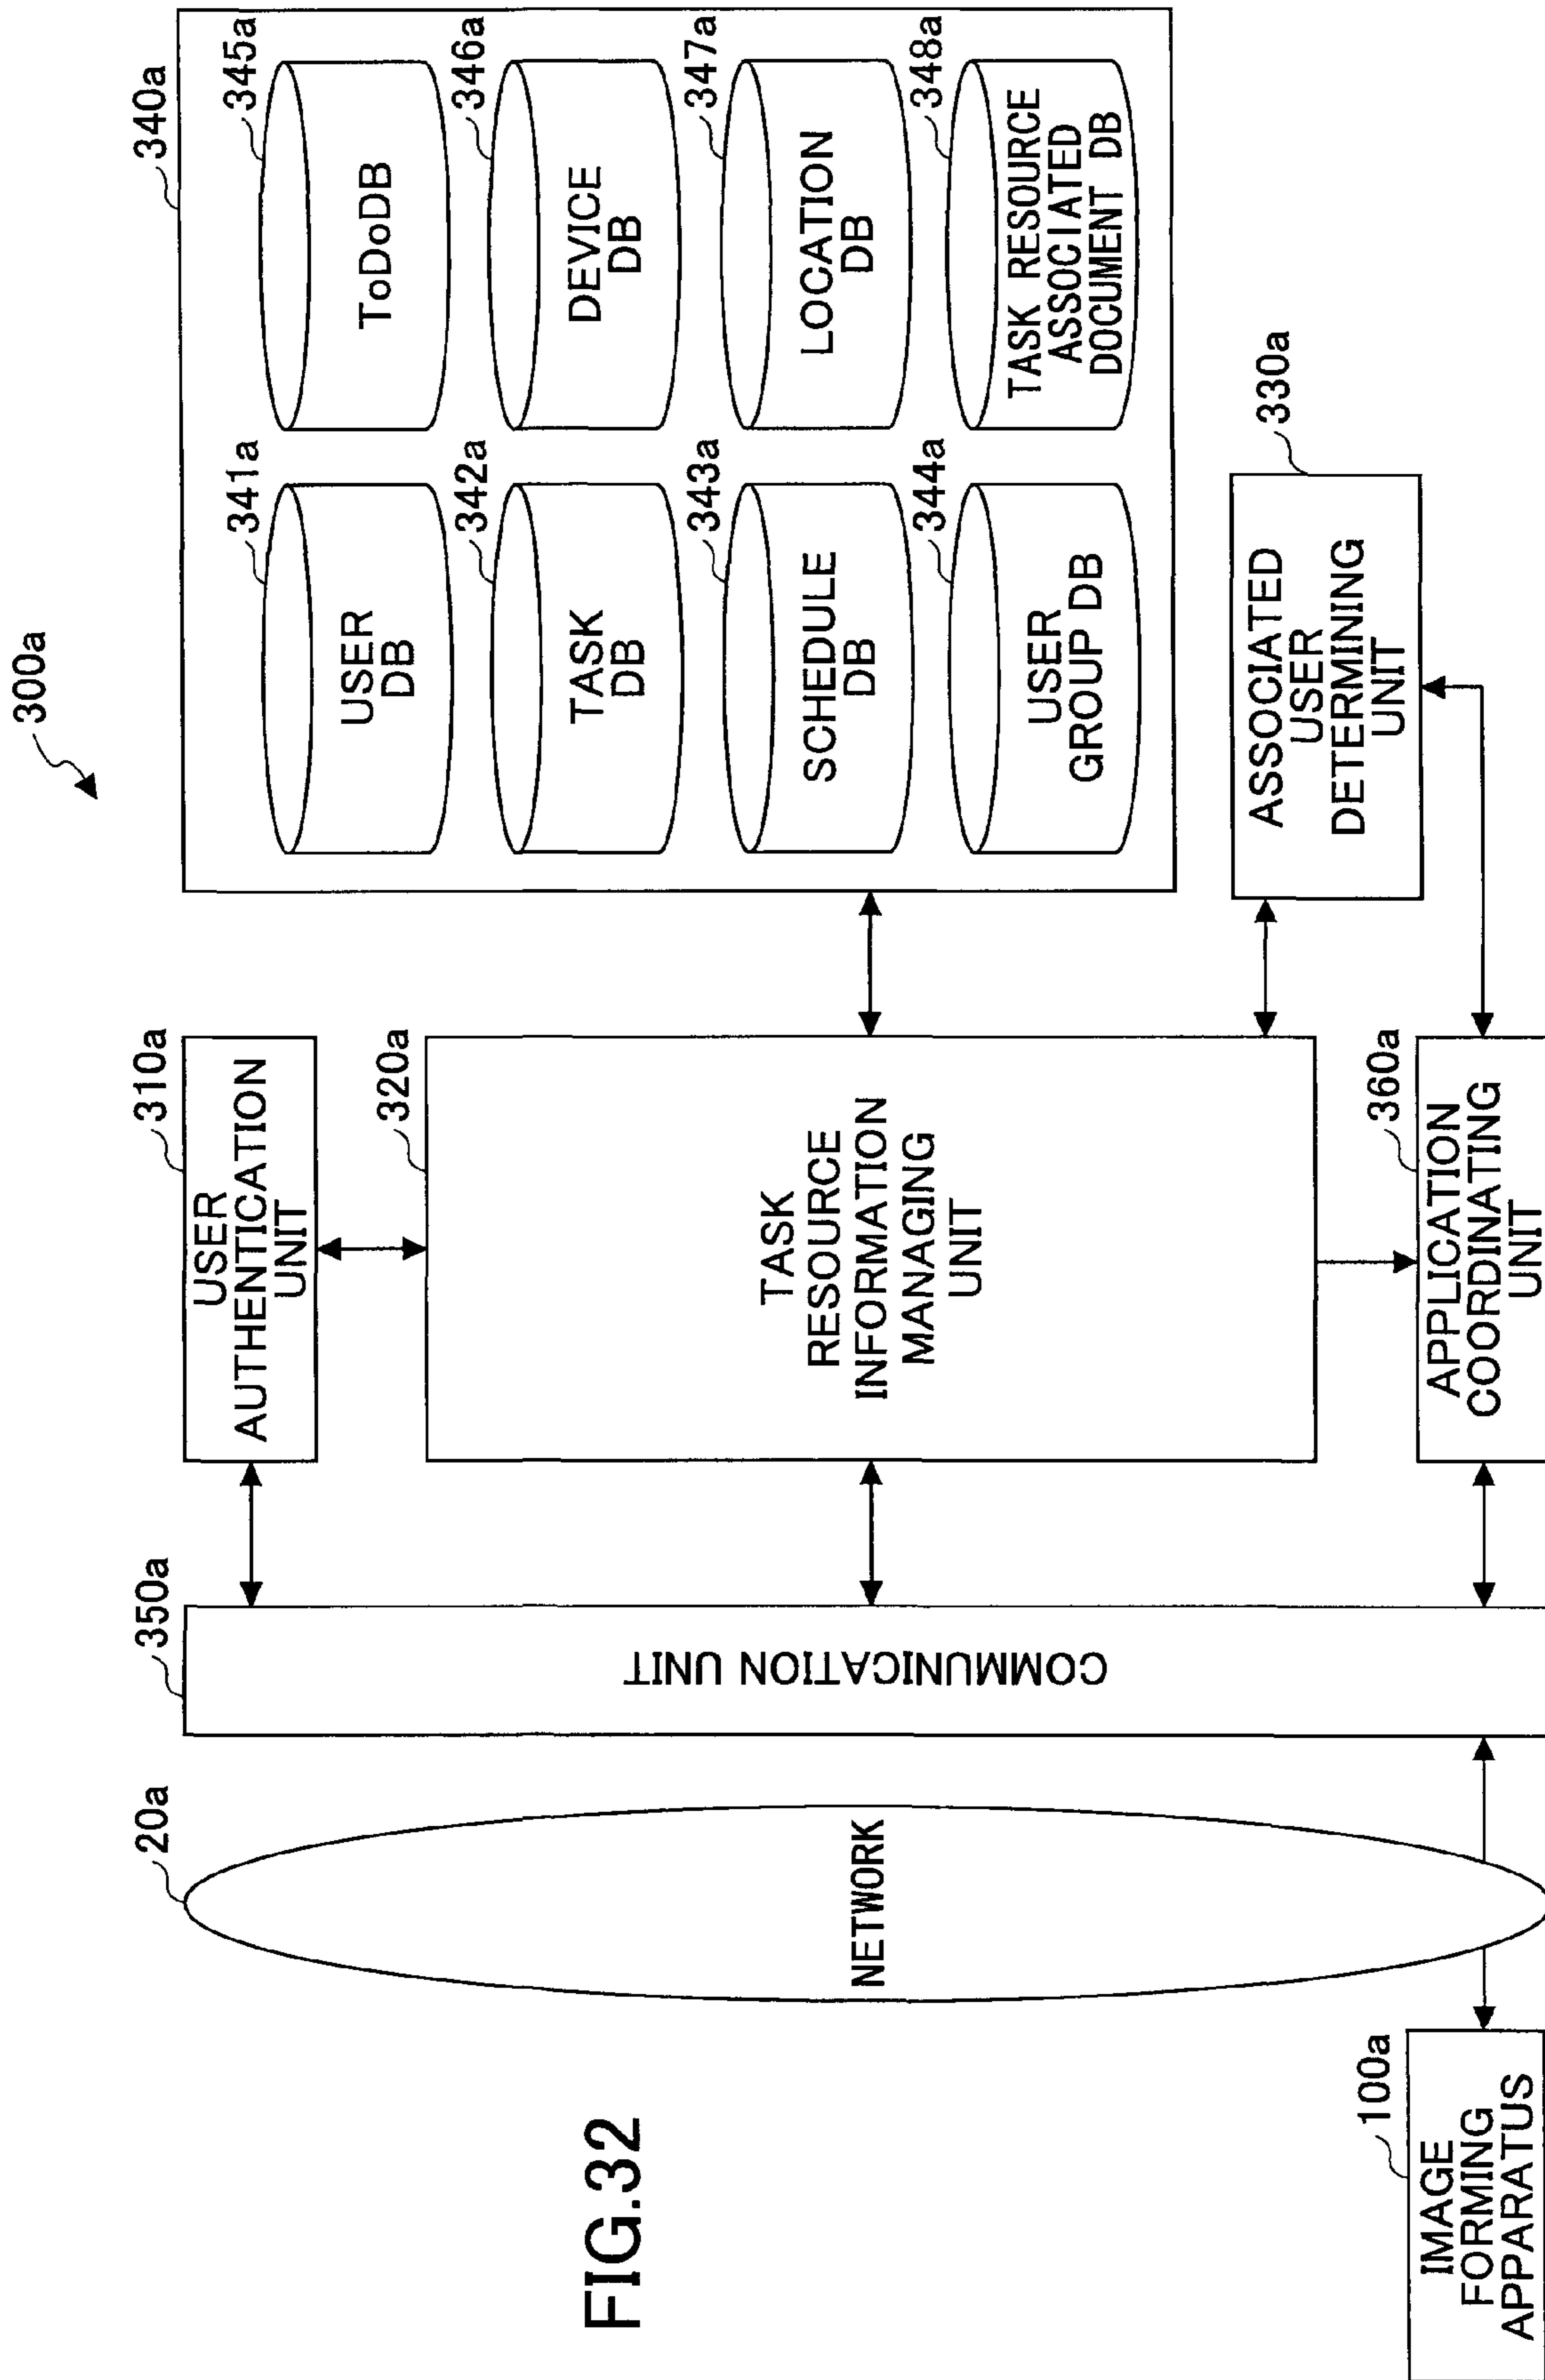 FIG.32
300a
100a
IMAGE
FORMING
APPARATUS
20a
NETWORK
350a
COMMUNICATION UNIT
310a
USER
AUTHENTICATION
UNIT
320a
TASK
RESOURCE
INFORMATION
MANAGING
UNIT
360a
APPLICATION
COORDINATING
UNIT
330a
ASSOCIATED
USER
DETERMINING
UNIT
340a
341a
USER
DB
342a
TASK
DB
343a
SCHEDULE
DB
344a
USER
GROUP DB
345a
ToDoDB
346a
DEVICE
DB
347a
LOCATION
DB
348a
TASK RESOURCE
ASSOCIATED
DOCUMENT DB